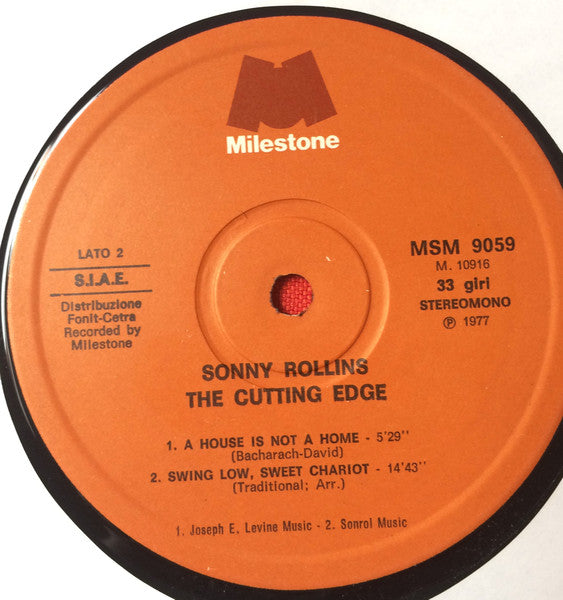 Milestone
LATO 2
S.I.A.E.
Distribuzione
Fonit-Cetra
Recorded by
Milestone
MSM 9059
M. 10916
33 giri
STEREOMONO
℗ 1977
SONNY ROLLINS
THE CUTTING EDGE
1. A HOUSE IS NOT A HOME - 5'29''
(Bacharach-David)
2. SWING LOW, SWEET CHARIOT - 14'43''
(Traditional; Arr.)
1. Joseph E. Levine Music - 2. Sonrol Music